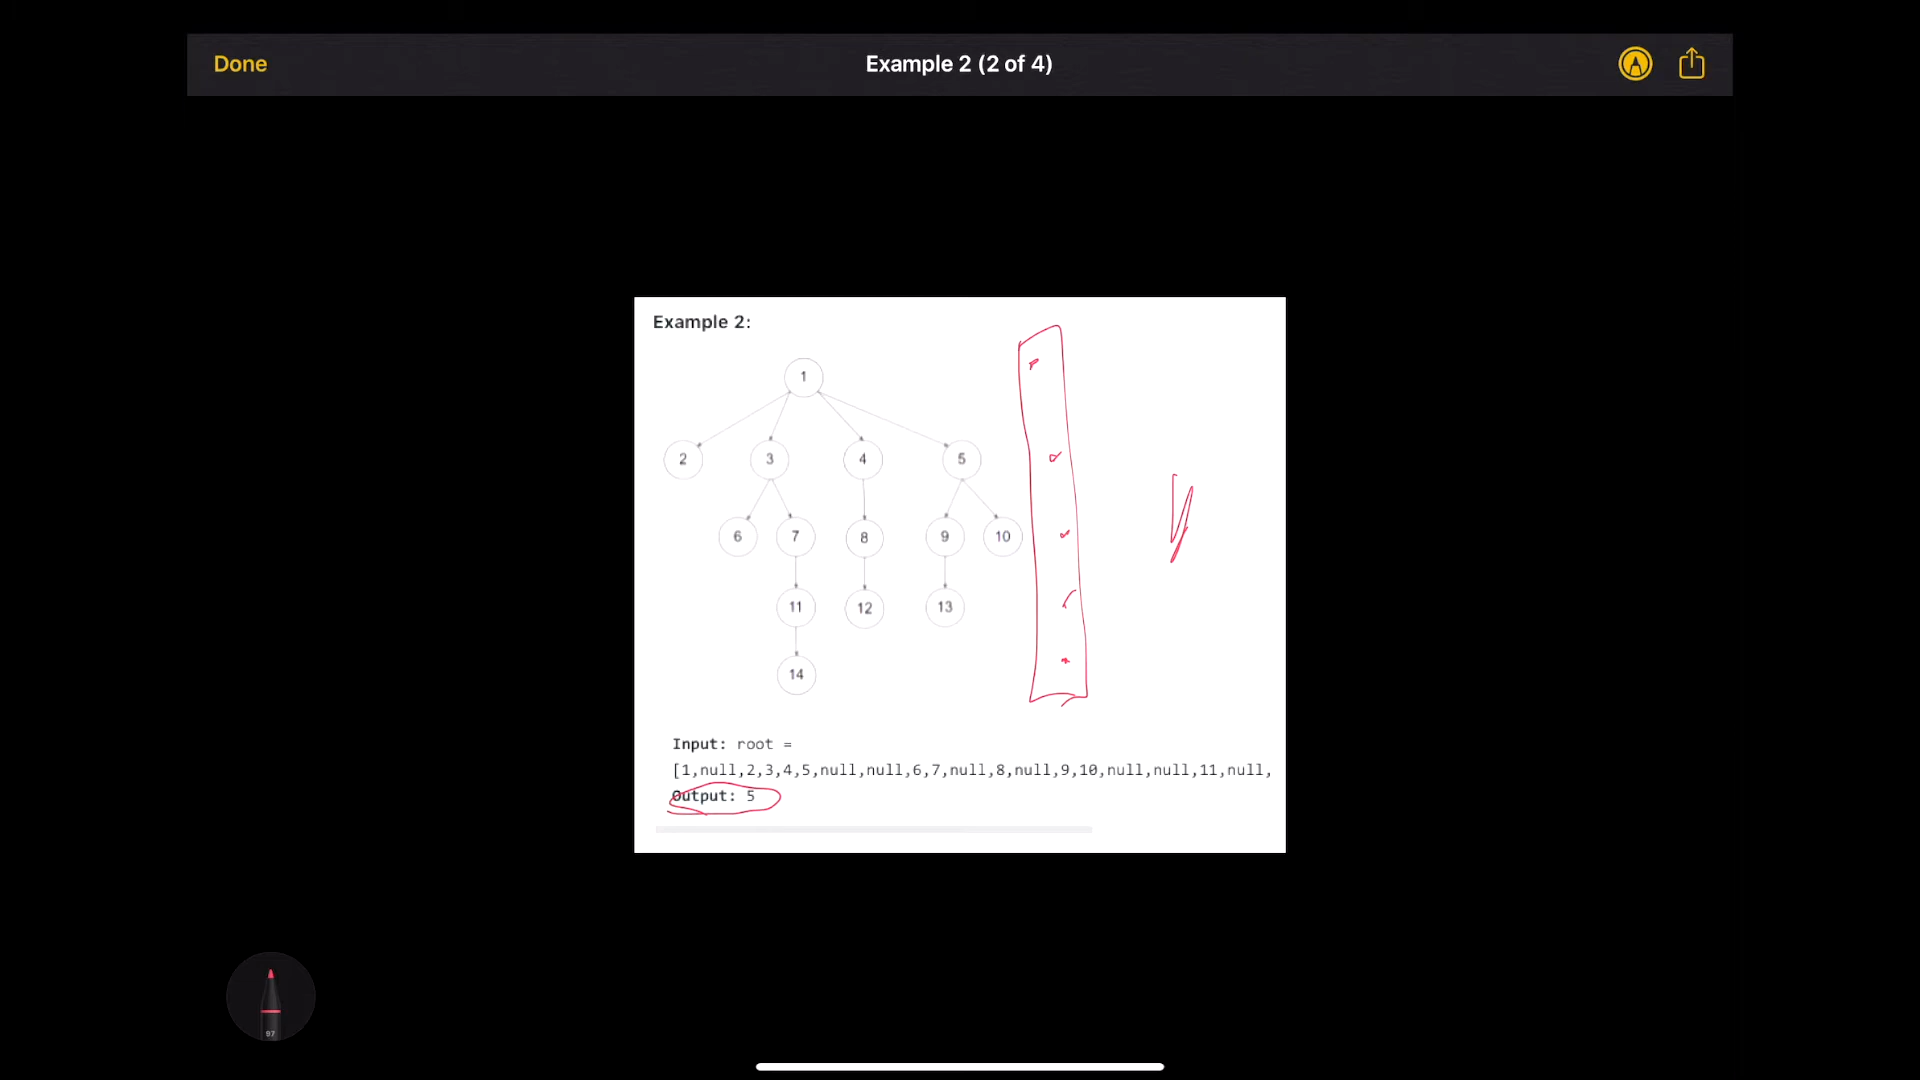 Done
Example 2 (2 of 4)
Example 2:
1
2 3 4 5
6 7 8 9 10
11 12 13
14
Input: root =
[1,null,2,3,4,5,null,null,6,7,null,8,null,9,10,null,null,11,null,
Output: 5
97